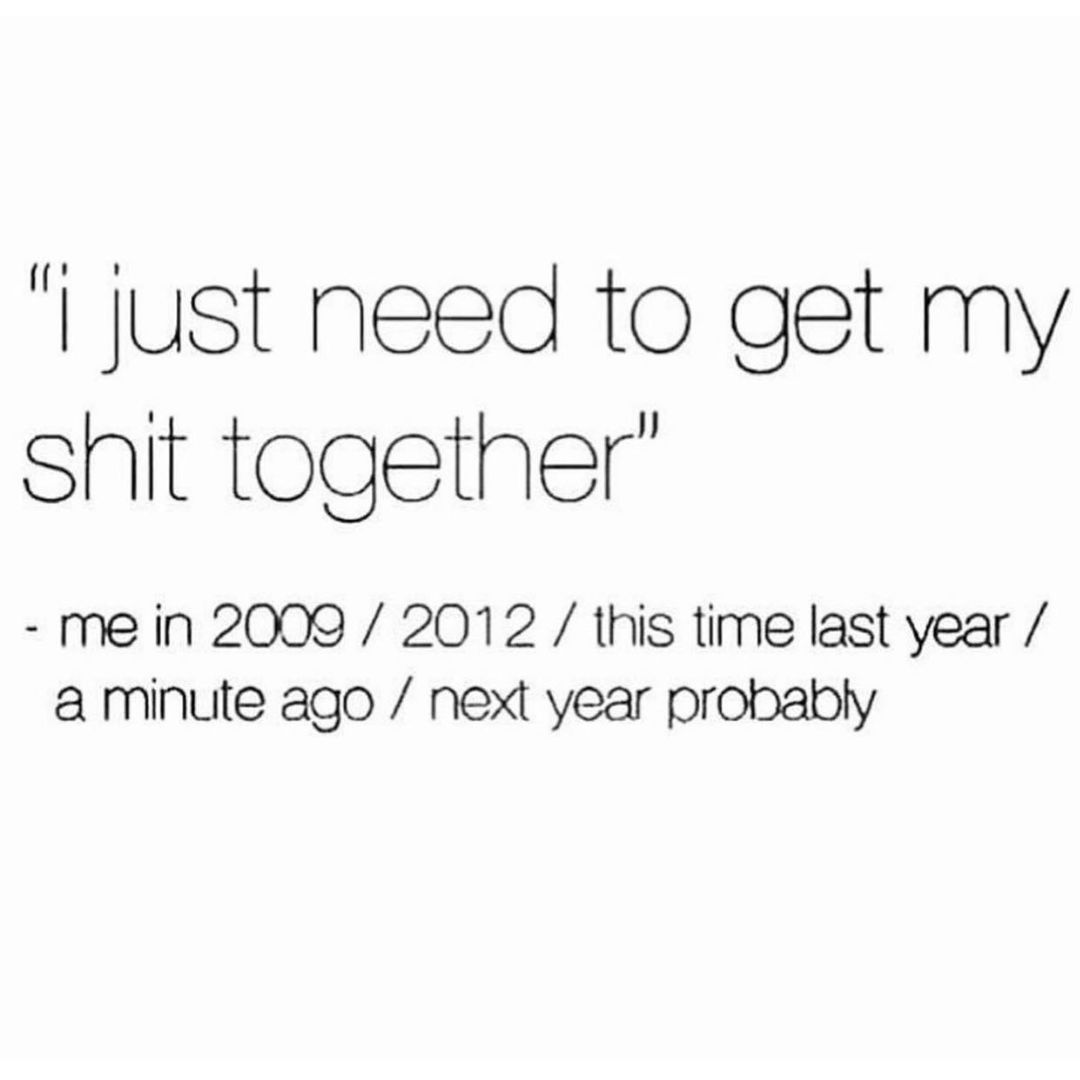 "i just need to get my
shit together"
- me in 2009 / 2012 / this time last year /
a minute ago / next year probably